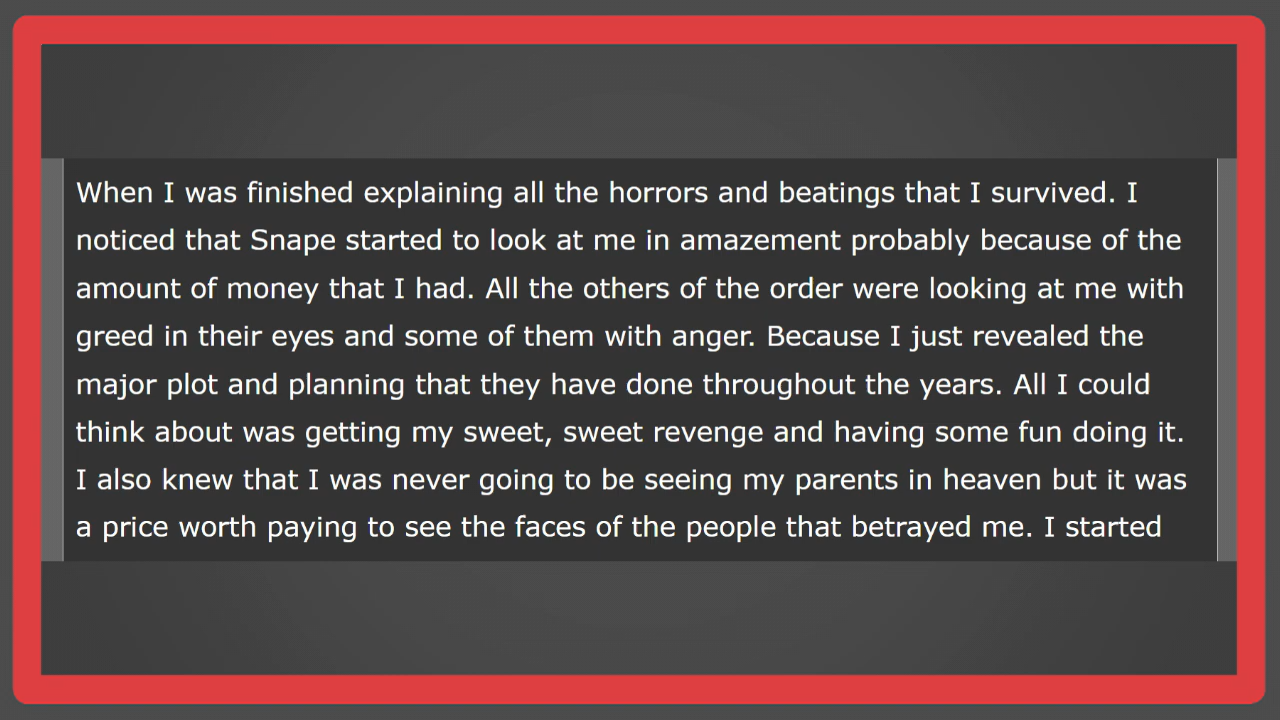 When I was finished explaining all the horrors and beatings that I survived. I
noticed that Snape started to look at me in amazement probably because of the
amount of money that I had. All the others of the order were looking at me with
greed in their eyes and some of them with anger. Because I just revealed the
major plot and planning that they have done throughout the years. All I could
think about was getting my sweet, sweet revenge and having some fun doing it.
I also knew that I was never going to be seeing my parents in heaven but it was
a price worth paying to see the faces of the people that betrayed me. I started